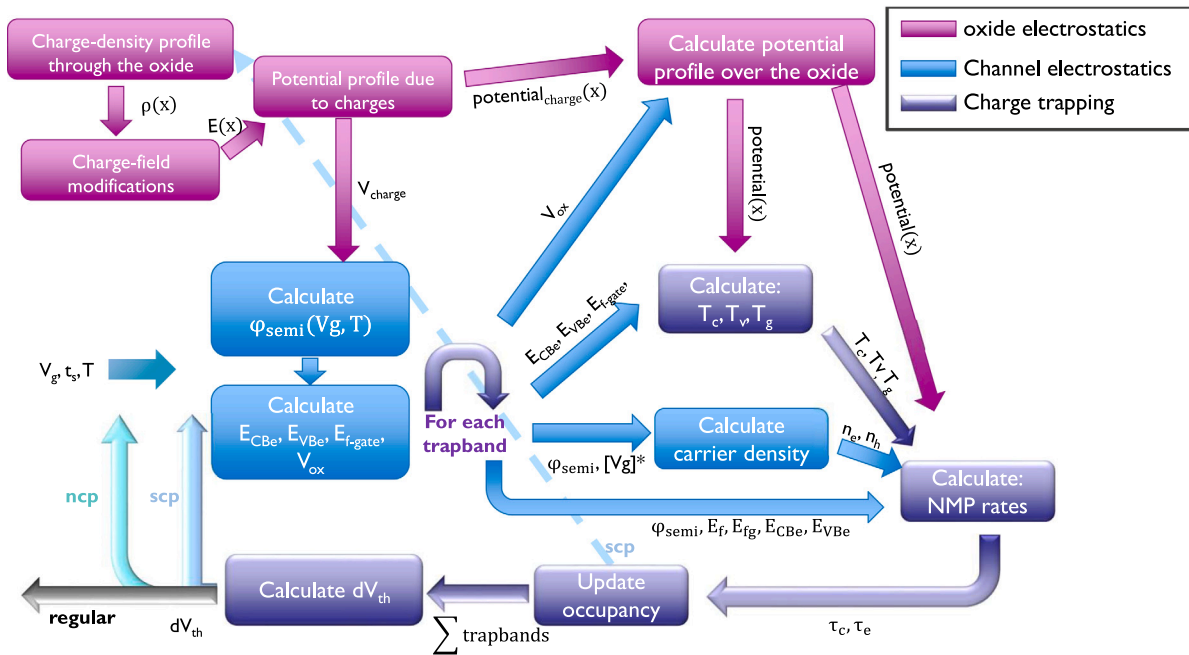 Charge-density profile
through the oxide
ρ(x)
Charge-field
modifications
E(x)
Potential profile due
to charges
potential_charge(x)
Calculate potential
profile over the oxide
oxide electrostatics
Channel electrostatics
Charge trapping
V_charge
V_ox
potential(x)
potential(x)
Calculate
φ_semi(Vg, T)
E_CBe, E_VBe, E_f-gate,
Calculate:
T_c, T_v, T_g
T_c, T_V, T_g
V_g, t_s, T
Calculate
E_CBe, E_VBe, E_f-gate,
V_ox
For each
trapband
φ_semi, [Vg]*
Calculate
carrier density
n_e, n_h
Calculate:
NMP rates
φ_semi, E_f, E_fg, E_CBe, E_VBe
ncp
scp
scp
regular
dV_th
Calculate dV_th
∑ trapbands
Update
occupancy
τ_c, τ_e